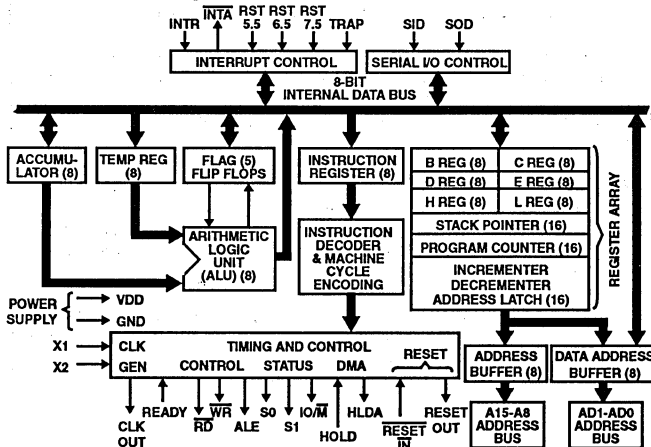 INTR INTA RST 5.5 RST 6.5 RST 7.5 TRAP
SID SOD
INTERRUPT CONTROL
SERIAL I/O CONTROL
8-BIT
INTERNAL DATA BUS
ACCUMU-
LATOR (8)
TEMP REG
(8)
FLAG (5)
FLIP FLOPS
INSTRUCTION
REGISTER (8)
B REG (8) C REG (8)
D REG (8) E REG (8)
H REG (8) L REG (8)
STACK POINTER (16)
PROGRAM COUNTER (16)
INCREMENTER
DECREMENTER
ADDRESS LATCH (16)
REGISTER ARRAY
ARITHMETIC
LOGIC
UNIT
(ALU) (8)
INSTRUCTION
DECODER
& MACHINE
CYCLE
ENCODING
POWER
SUPPLY
VDD
GND
X1
X2
CLK
GEN
TIMING AND CONTROL
CONTROL STATUS DMA RESET
ADDRESS
BUFFER (8)
DATA ADDRESS
BUFFER (8)
CLK
OUT
READY
RD
WR
ALE
S0
S1
IO/M
HOLD
HLDA
RESET
IN
RESET
OUT
A15-A8
ADDRESS
BUS
AD1-AD0
ADDRESS
BUS